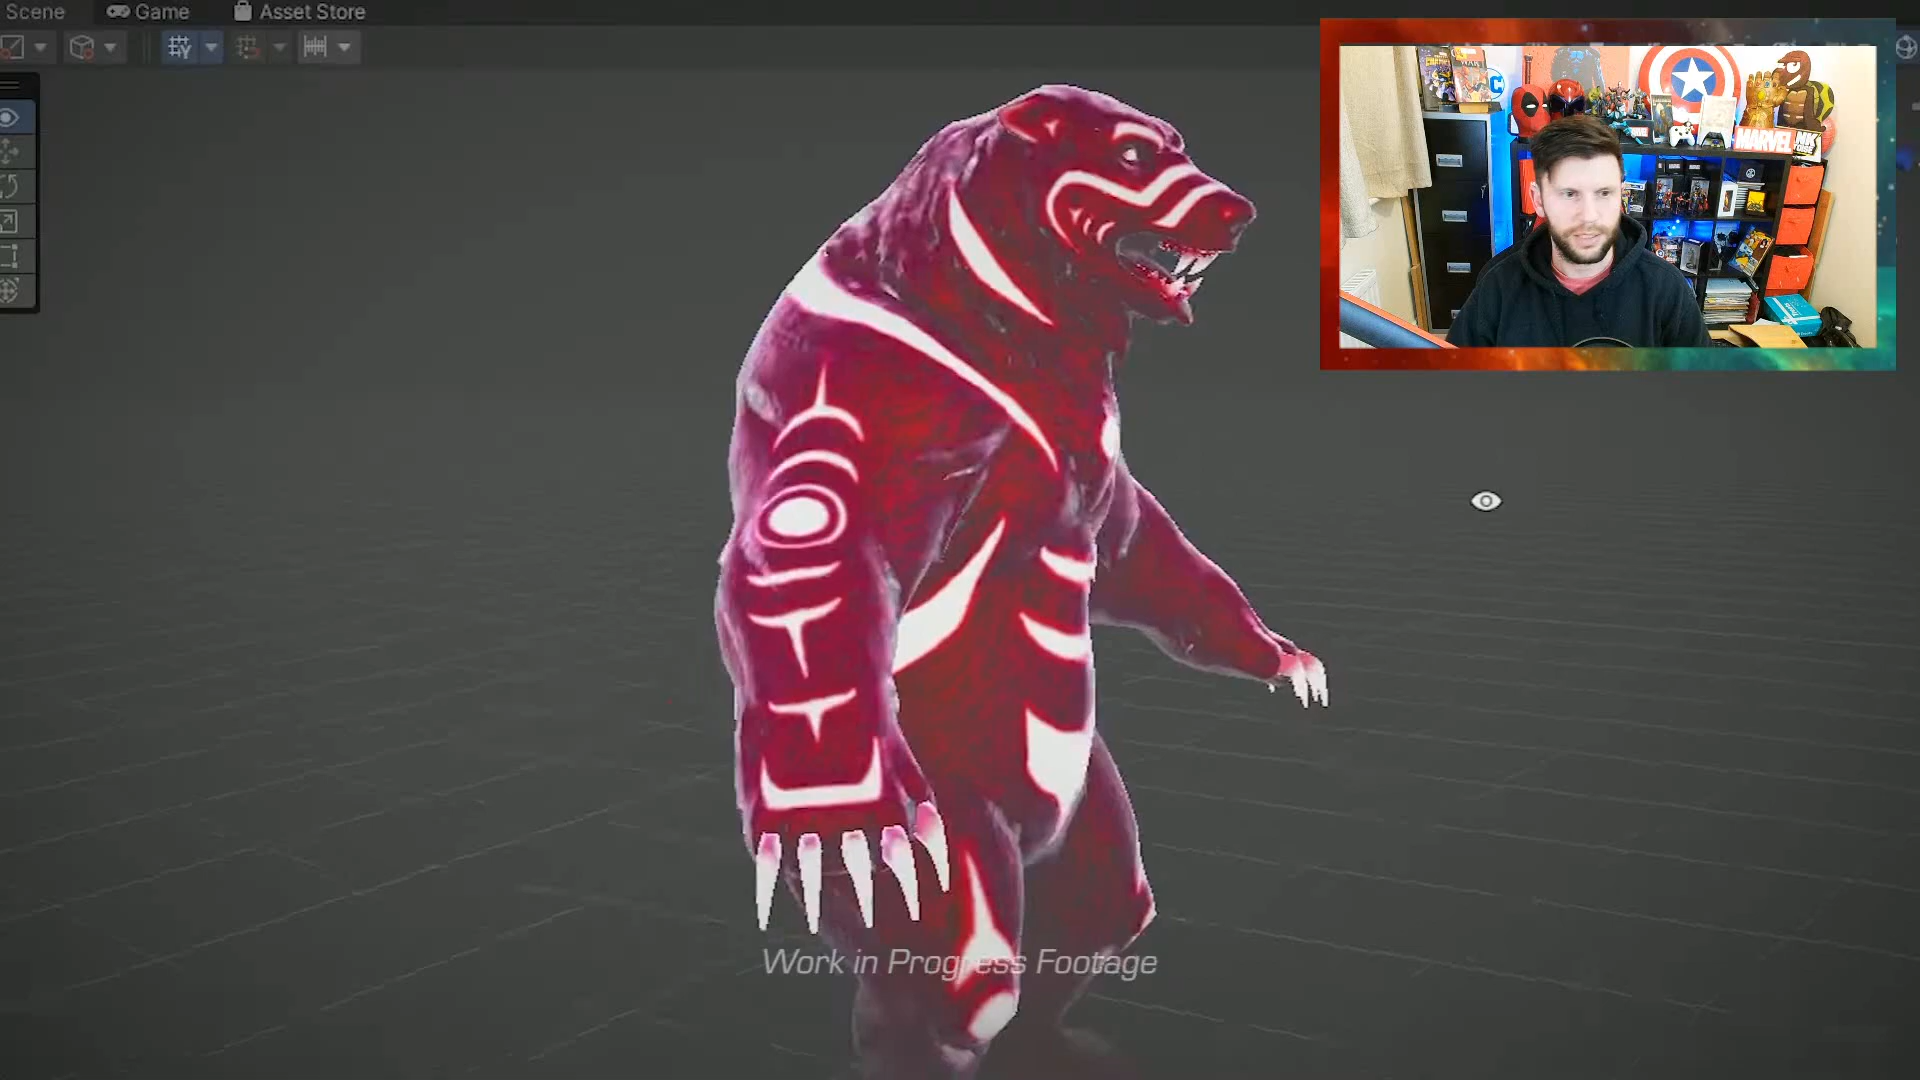 Scene
Game
Asset Store
MARVEL
Work in Progress Footage